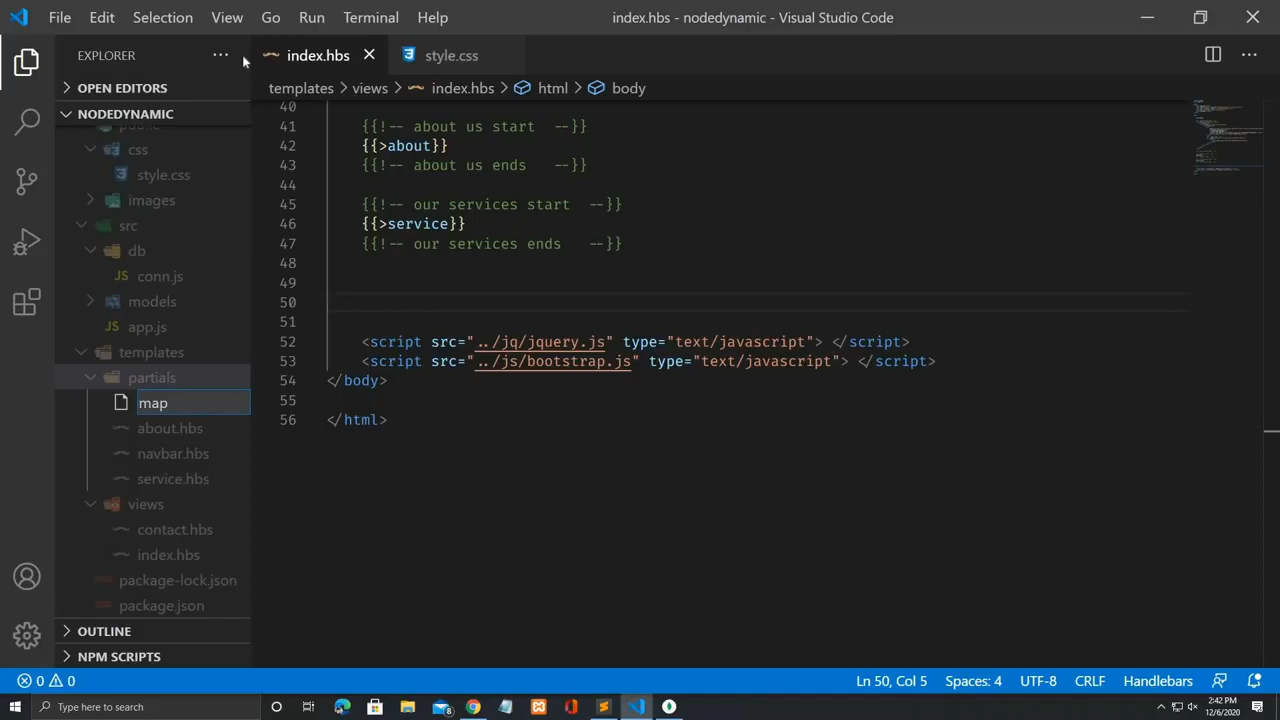 File Edit Selection View Go Run Terminal Help
index.hbs - nodedynamic - Visual Studio Code
EXPLORER
index.hbs
style.css
OPEN EDITORS
templates > views > index.hbs > html > body
NODEDYNAMIC
public
css
style.css
images
src
db
JS conn.js
models
JS app.js
templates
partials
map
about.hbs
navbar.hbs
service.hbs
views
contact.hbs
index.hbs
package-lock.json
package.json
OUTLINE
NPM SCRIPTS
40
41 {{!-- about us start --}}
42 {{>about}}
43 {{!-- about us ends --}}
44
45 {{!-- our services start --}}
46 {{>service}}
47 {{!-- our services ends --}}
48
49
50
51
52 <script src="../jq/jquery.js" type="text/javascript"> </script>
53 <script src="../js/bootstrap.js" type="text/javascript"> </script>
54 </body>
55
56 </html>
0 0
Ln 50, Col 5 Spaces: 4 UTF-8 CRLF Handlebars
Type here to search
8
2:42 PM
12/6/2020